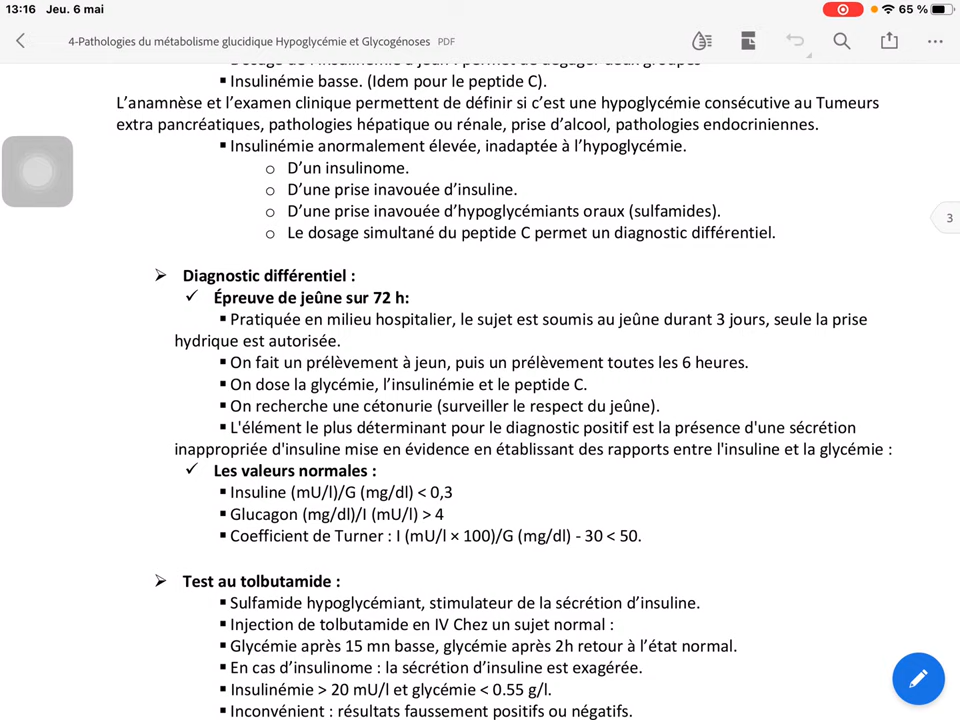 13:16 Jeu. 6 mai
65 %
4-Pathologies du métabolisme glucidique Hypoglycémie et Glycogénoses PDF
▪ Insulinémie basse. (Idem pour le peptide C).
L’anamnèse et l’examen clinique permettent de définir si c’est une hypoglycémie consécutive au Tumeurs
extra pancréatiques, pathologies hépatique ou rénale, prise d’alcool, pathologies endocriniennes.
▪ Insulinémie anormalement élevée, inadaptée à l’hypoglycémie.
o D’un insulinome.
o D’une prise inavouée d’insuline.
o D’une prise inavouée d’hypoglycémiants oraux (sulfamides).
3
o Le dosage simultané du peptide C permet un diagnostic différentiel.
➢ Diagnostic différentiel :
✓ Épreuve de jeûne sur 72 h:
▪ Pratiquée en milieu hospitalier, le sujet est soumis au jeûne durant 3 jours, seule la prise
hydrique est autorisée.
▪ On fait un prélèvement à jeun, puis un prélèvement toutes les 6 heures.
▪ On dose la glycémie, l’insulinémie et le peptide C.
▪ On recherche une cétonurie (surveiller le respect du jeûne).
▪ L'élément le plus déterminant pour le diagnostic positif est la présence d'une sécrétion
inappropriée d'insuline mise en évidence en établissant des rapports entre l'insuline et la glycémie :
✓ Les valeurs normales :
▪ Insuline (mU/l)/G (mg/dl) < 0,3
▪ Glucagon (mg/dl)/I (mU/l) > 4
▪ Coefficient de Turner : I (mU/l × 100)/G (mg/dl) - 30 < 50.
➢ Test au tolbutamide :
▪ Sulfamide hypoglycémiant, stimulateur de la sécrétion d’insuline.
▪ Injection de tolbutamide en IV Chez un sujet normal :
▪ Glycémie après 15 mn basse, glycémie après 2h retour à l’état normal.
▪ En cas d’insulinome : la sécrétion d’insuline est exagérée.
▪ Insulinémie > 20 mU/l et glycémie < 0.55 g/l.
▪ Inconvénient : résultats faussement positifs ou négatifs.